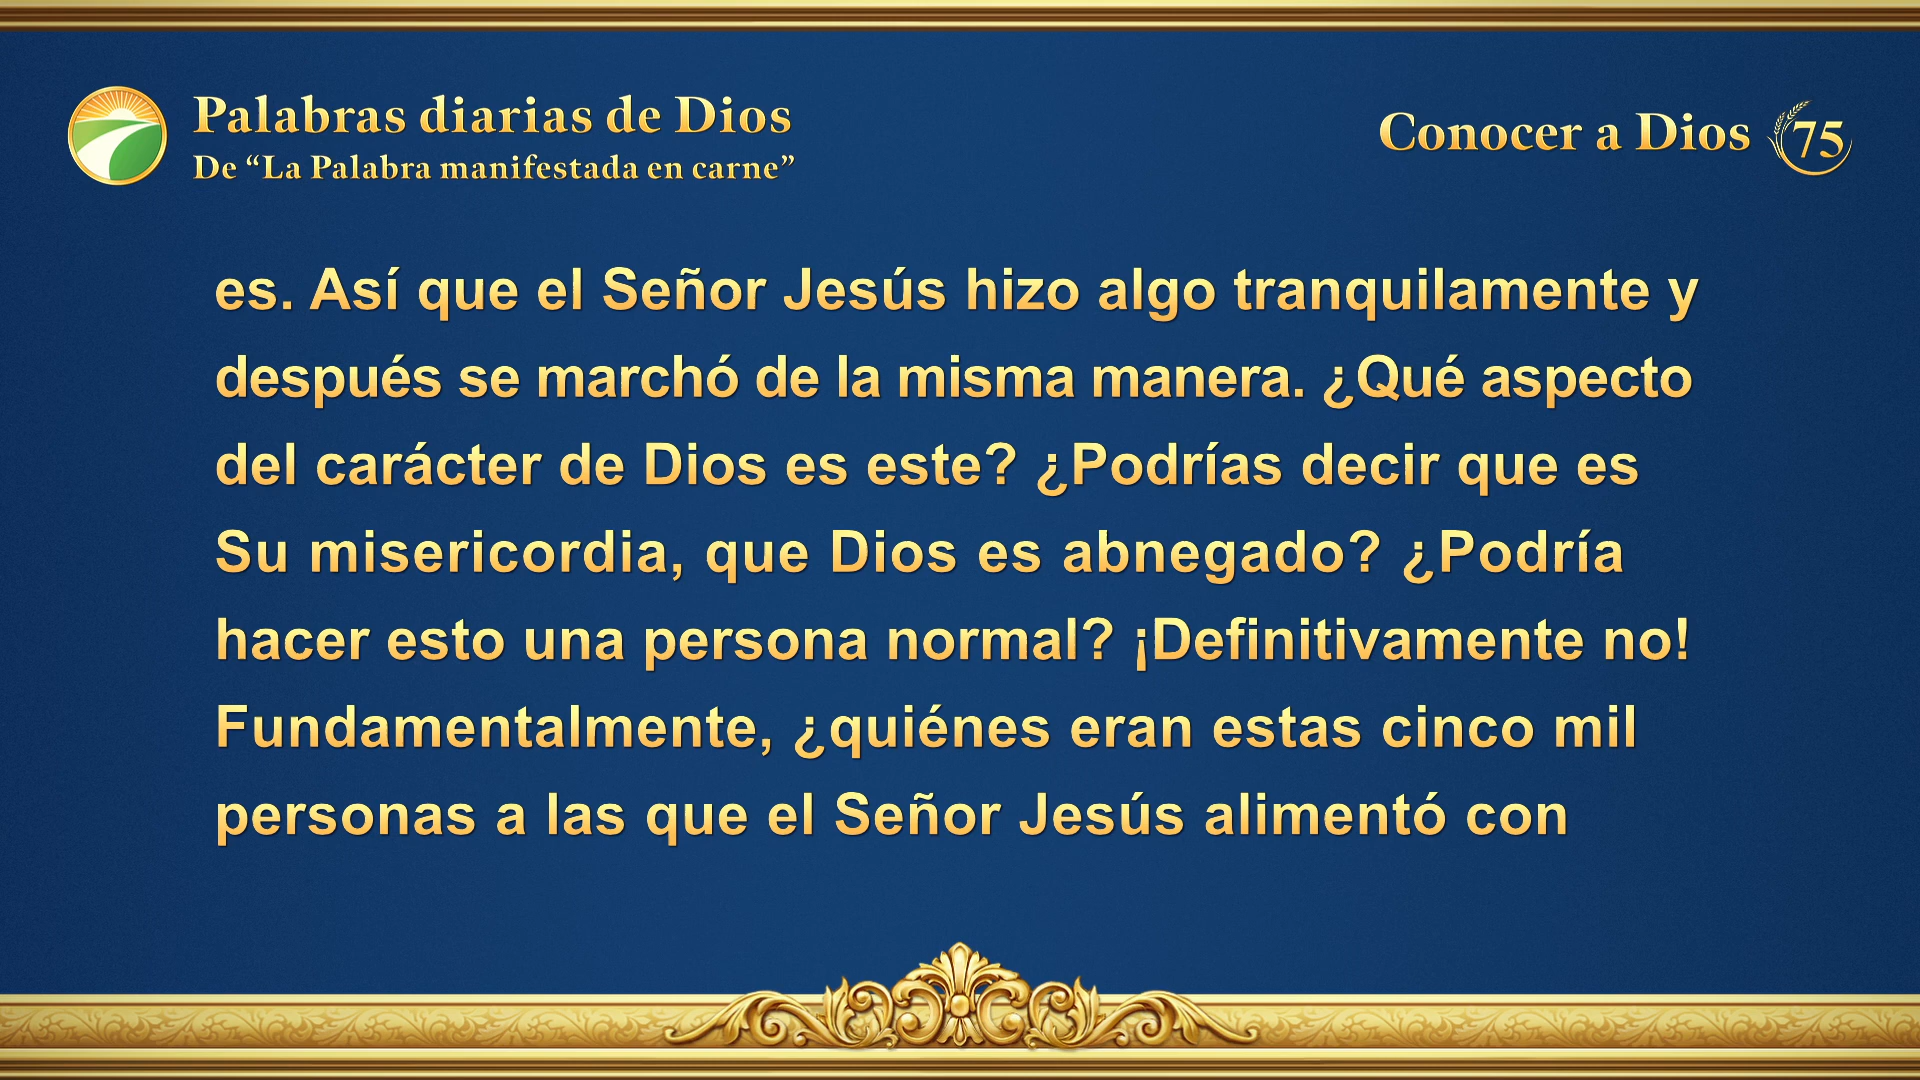 Palabras diarias de Dios
De “La Palabra manifestada en carne”
Conocer a Dios 75
es. Así que el Señor Jesús hizo algo tranquilamente y
después se marchó de la misma manera. ¿Qué aspecto
del carácter de Dios es este? ¿Podrías decir que es
Su misericordia, que Dios es abnegado? ¿Podría
hacer esto una persona normal? ¡Definitivamente no!
Fundamentalmente, ¿quiénes eran estas cinco mil
personas a las que el Señor Jesús alimentó con